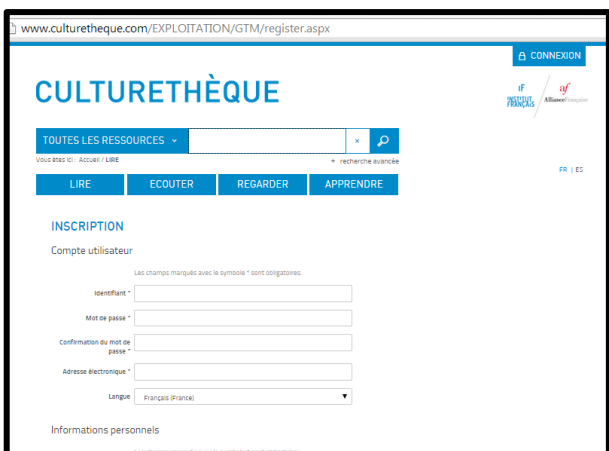 www.culturetheque.com/EXPLOITATION/GTM/register.aspx
CONNEXION
CULTURETHÈQUE
IF
INSTITUT
FRANÇAIS
af
AllianceFrançaise
TOUTES LES RESSOURCES
×
Vous êtes ici : Accueil / LIRE
+ recherche avancée
FR | ES
LIRE ECOUTER REGARDER APPRENDRE
INSCRIPTION
Compte utilisateur
Les champs marqués avec le symbole * sont obligatoires.
Identifiant *
Mot de passe *
Confirmation du mot de
passe *
Adresse électronique *
Langue Français (France)
Informations personnels